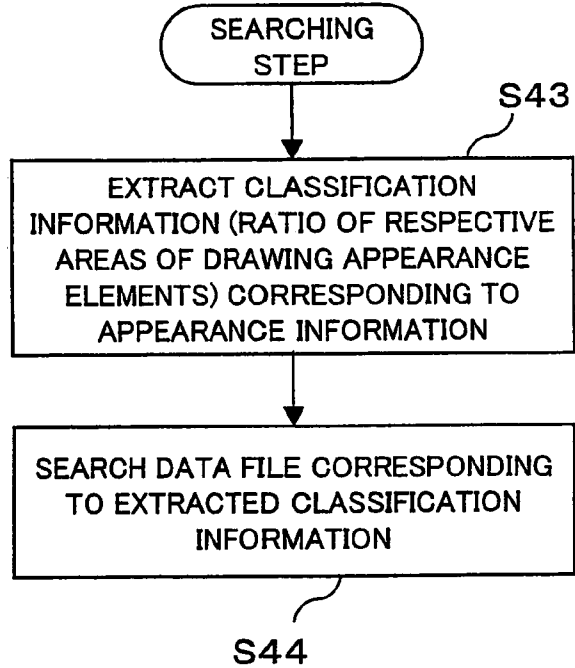 SEARCHING
STEP
S43
EXTRACT CLASSIFICATION
INFORMATION (RATIO OF RESPECTIVE
AREAS OF DRAWING APPEARANCE
ELEMENTS) CORRESPONDING TO
APPEARANCE INFORMATION
SEARCH DATA FILE CORRESPONDING
TO EXTRACTED CLASSIFICATION
INFORMATION
S44